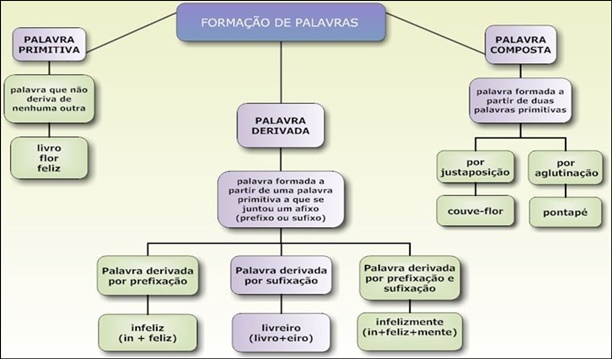 FORMAÇÃO DE PALAVRAS
PALAVRA
PRIMITIVA
palavra que não
deriva de
nenhuma outra
livro
flor
feliz
PALAVRA
DERIVADA
palavra formada a
partir de uma palavra
primitiva a que se
juntou um afixo
(prefixo ou sufixo)
Palavra derivada
por prefixação
infeliz
(in + feliz)
Palavra derivada
por sufixação
livreiro
(livro+eiro)
Palavra derivada
por prefixação e
sufixação
infelizmente
(in+feliz+mente)
PALAVRA
COMPOSTA
palavra formada a
partir de duas
palavras primitivas
por
justaposição
couve-flor
por
aglutinação
pontapé